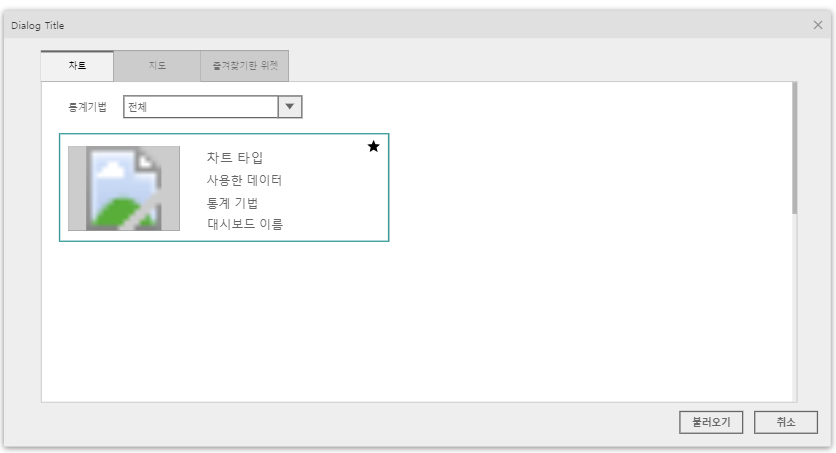 Dialog Title
차트
지도
즐겨찾기한 위젯
통계기법
전체
차트 타입
사용한 데이터
통계 기법
대시보드 이름
불러오기
취소